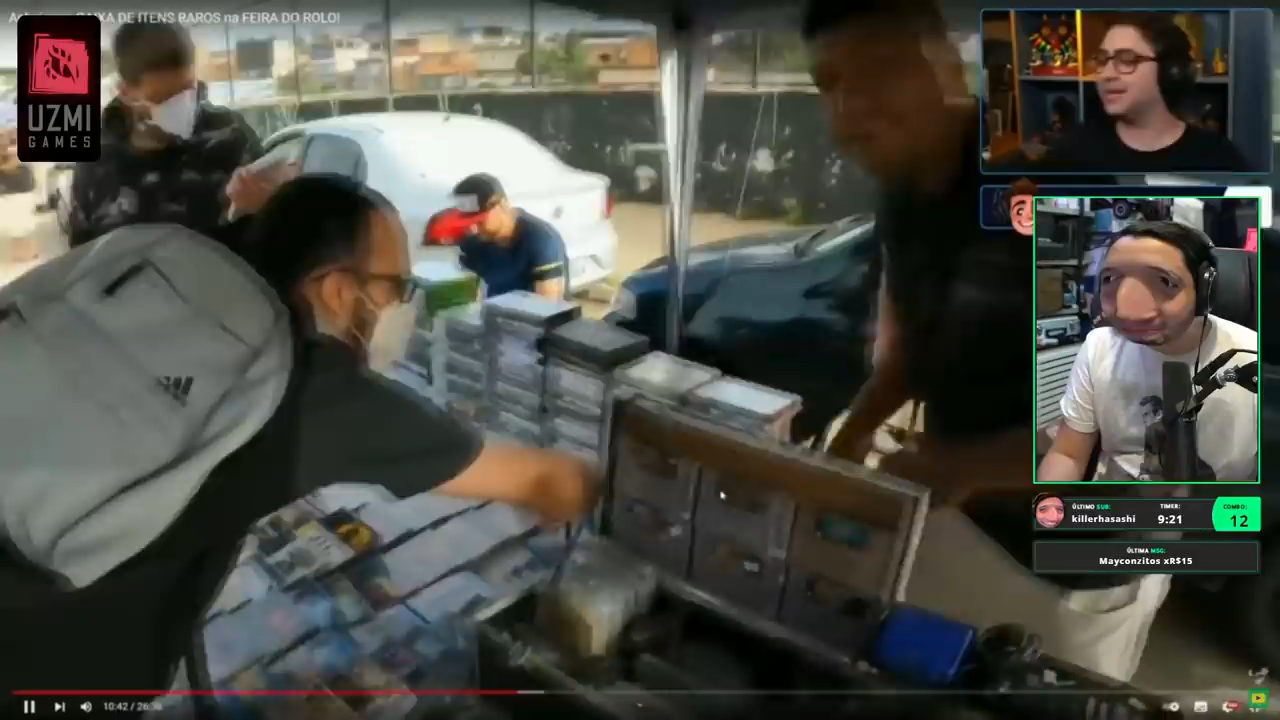 CAIXA DE ITENS RAROS na FEIRA DO ROLO!
UZMI
GAMES
ÚLTIMO SUB:
killerhasashi
TIMER:
9:21
COMBO:
12
ÚLTIMA MSG:
Mayconzitos xR$15
10:42 / 26: